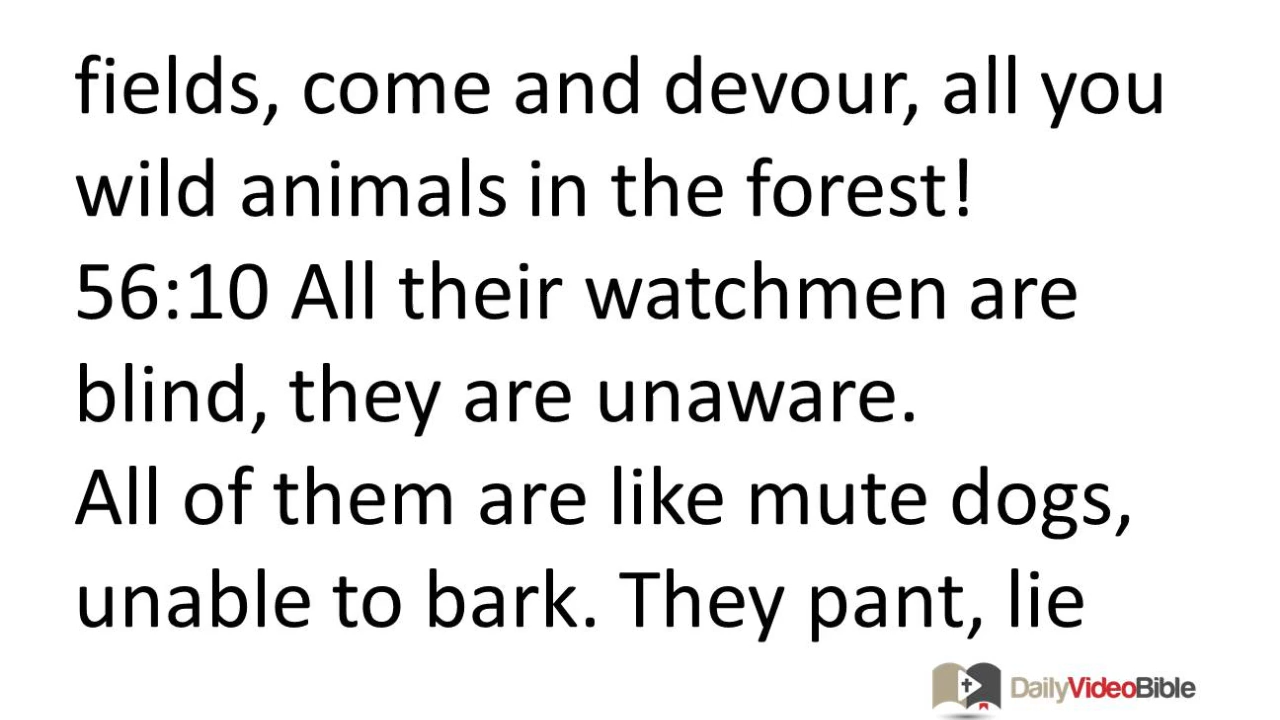 fields, come and devour, all you
wild animals in the forest!
56:10 All their watchmen are
blind, they are unaware.
All of them are like mute dogs,
unable to bark. They pant, lie
DailyVideoBible